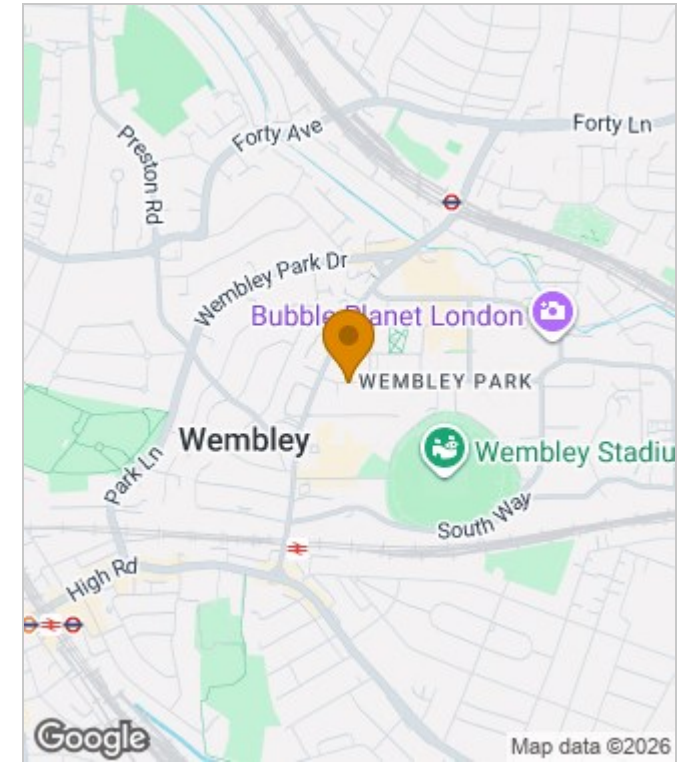 Preston Rd
Forty Ave
Forty Ln
Wembley Park Dr
Bubble Planet London
WEMBLEY PARK
Wembley
Wembley Stadiu
Park Ln
South Way
High Rd
Google
Map data ©2026